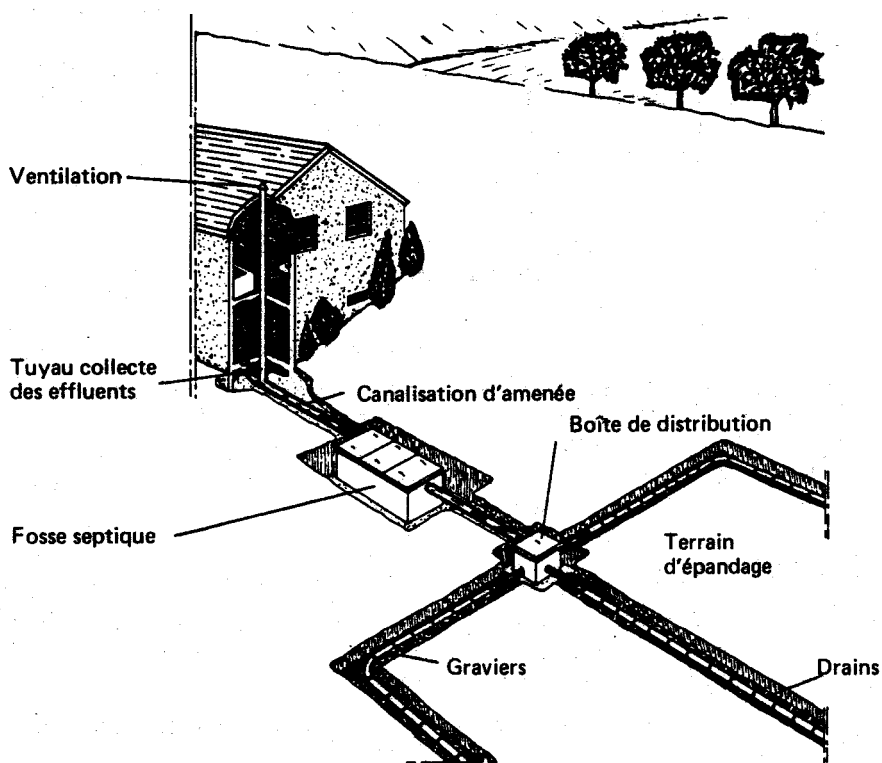 Ventilation
Tuyau collecte
des effluents
Canalisation d'amenée
Boîte de distribution
Fosse septique
Terrain
d'épandage
Graviers
Drains